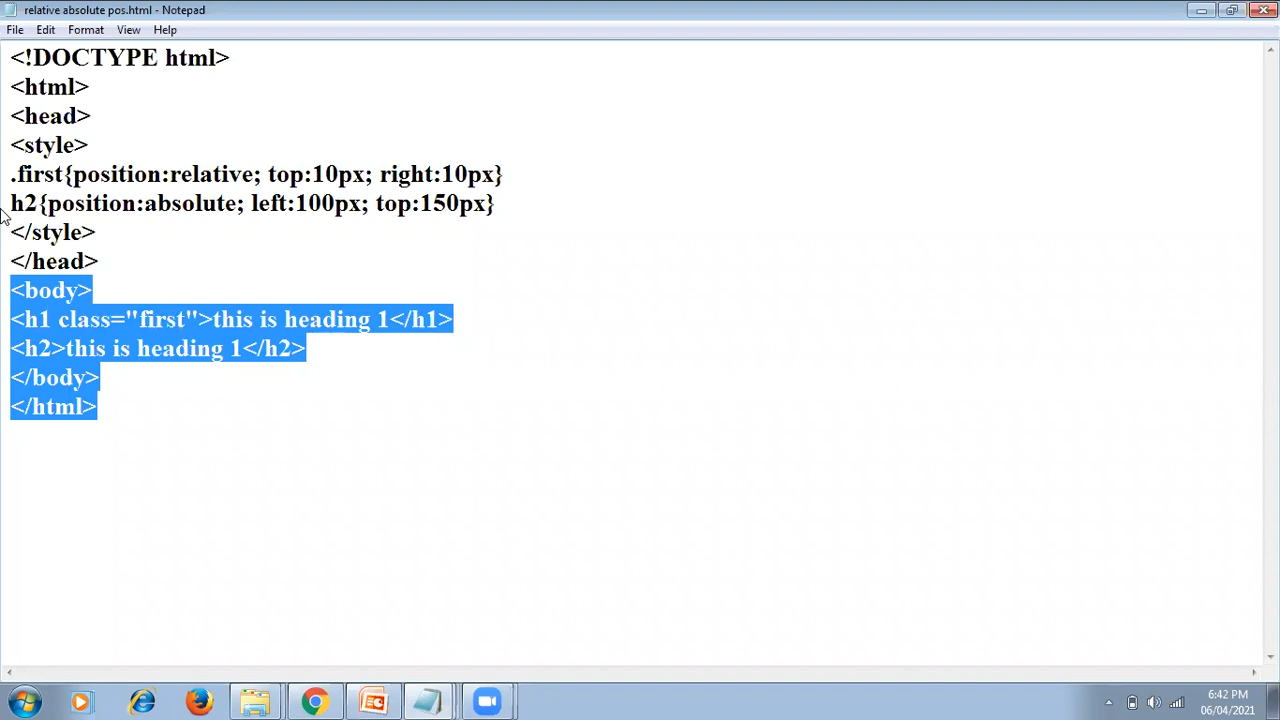 relative absolute pos.html - Notepad
File Edit Format View Help
<!DOCTYPE html>
<html>
<head>
<style>
.first{position:relative; top:10px; right:10px}
h2{position:absolute; left:100px; top:150px}
</style>
</head>
<body>
<h1 class="first">this is heading 1</h1>
<h2>this is heading 1</h2>
</body>
</html>
6:42 PM
06/04/2021